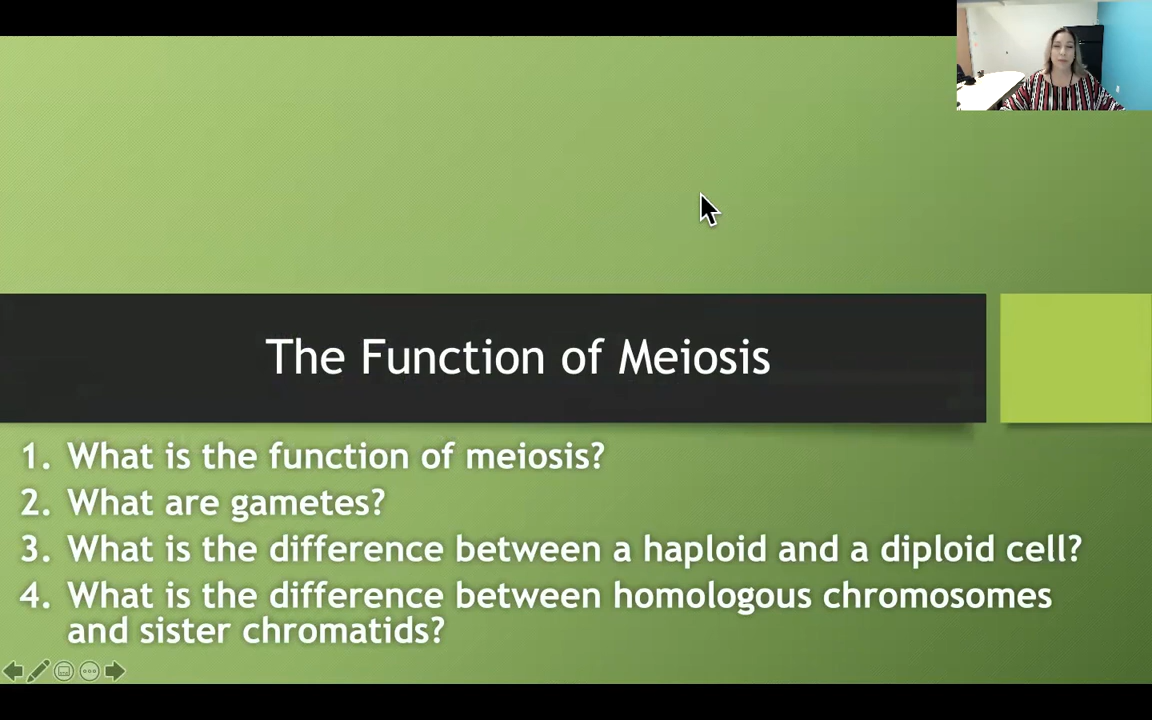 The Function of Meiosis
1. What is the function of meiosis?
2. What are gametes?
3. What is the difference between a haploid and a diploid cell?
4. What is the difference between homologous chromosomes
and sister chromatids?